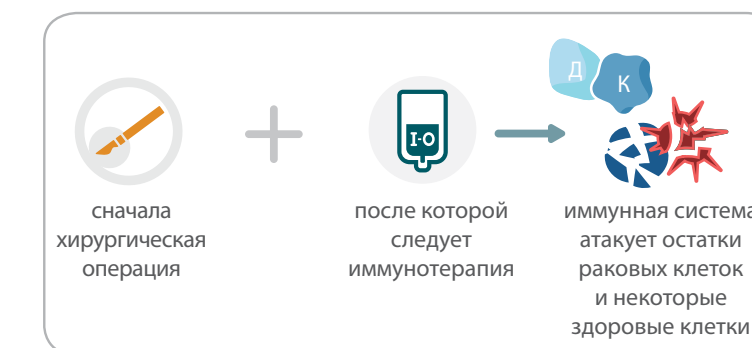 Д
К
I-O
сначала
хирургическая
операция
после которой
следует
иммунотерапия
иммунная система
атакует остатки
раковых клеток
и некоторые
здоровые клетки